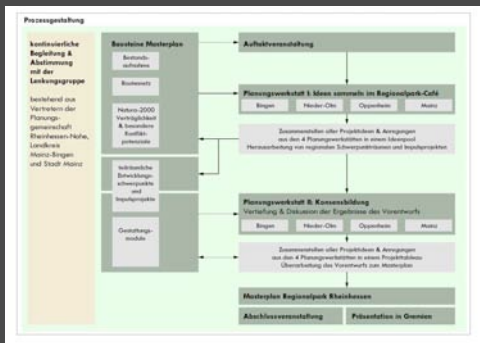 Prozessgestaltung
kontinuierliche
Begleitung &
Abstimmung
mit der
Lenkungsgruppe
bestehend aus
Vertretern der
Planungs-
gemeinschaft
Rheinhessen-Nahe,
Landkreis
Mainz-Bingen
und Stadt Mainz
Bausteine Masterplan
Bestands-
aufnahme
Routennetz
Natura-2000
Verträglichkeit
& besondere
Konflikt-
potenziale
teilräumliche
Entwicklungs-
schwerpunkte
und
Impulsprojekte
Gestaltungs-
module
Auftaktveranstaltung
Planungswerkstatt I: Ideen sammeln im Regionalpark-Café
Bingen
Nieder-Olm
Oppenheim
Mainz
Zusammenstellen aller Projektideen & Anregungen
aus den 4 Planungswerkstätten in einem Ideenpool
Herausarbeitung von regionalen Schwerpunkträumen und Impulsprojekten
Planungswerkstatt II: Konsensbildung
Vertiefung & Diskussion der Ergebnisse des Vorentwurfs
Bingen
Nieder-Olm
Oppenheim
Mainz
Zusammenstellen aller Projektideen & Anregungen
aus den 4 Planungswerkstätten in einem Projekttableau
Überarbeitung des Vorentwurfs zum Masterplan
Masterplan Regionalpark Rheinhessen
Abschlussveranstaltung
Präsentation in Gremien